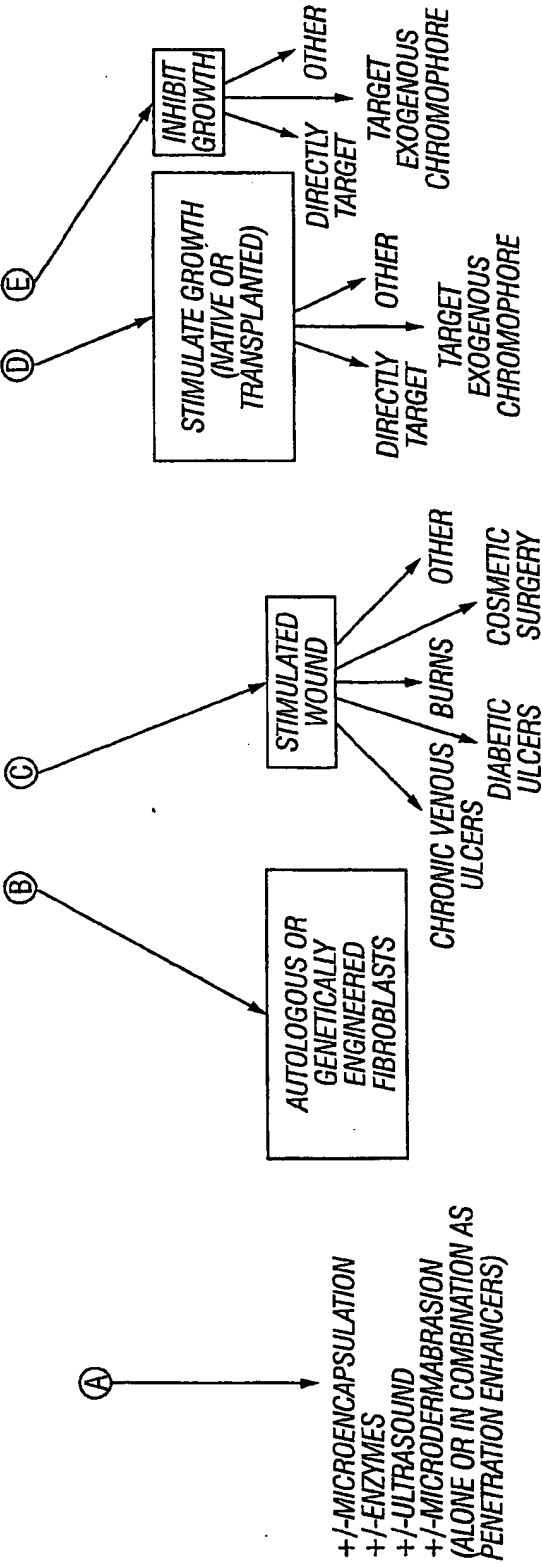 A
+/-MICROENCAPSULATION
+/-ENZYMES
+/-ULTRASOUND
+/-MICRODERMABRASION
(ALONE OR IN COMBINATION AS
PENETRATION ENHANCERS)
B
AUTOLOGOUS OR
GENETICALLY
ENGINEERED
FIBROBLASTS
C
STIMULATED
WOUND
CHRONIC VENOUS
ULCERS
DIABETIC
ULCERS
BURNS
COSMETIC
SURGERY
OTHER
D
STIMULATE GROWTH
(NATIVE OR
TRANSPLANTED)
DIRECTLY
TARGET
TARGET
EXOGENOUS
CHROMOPHORE
OTHER
E
INHIBIT
GROWTH
DIRECTLY
TARGET
TARGET
EXOGENOUS
CHROMOPHORE
OTHER